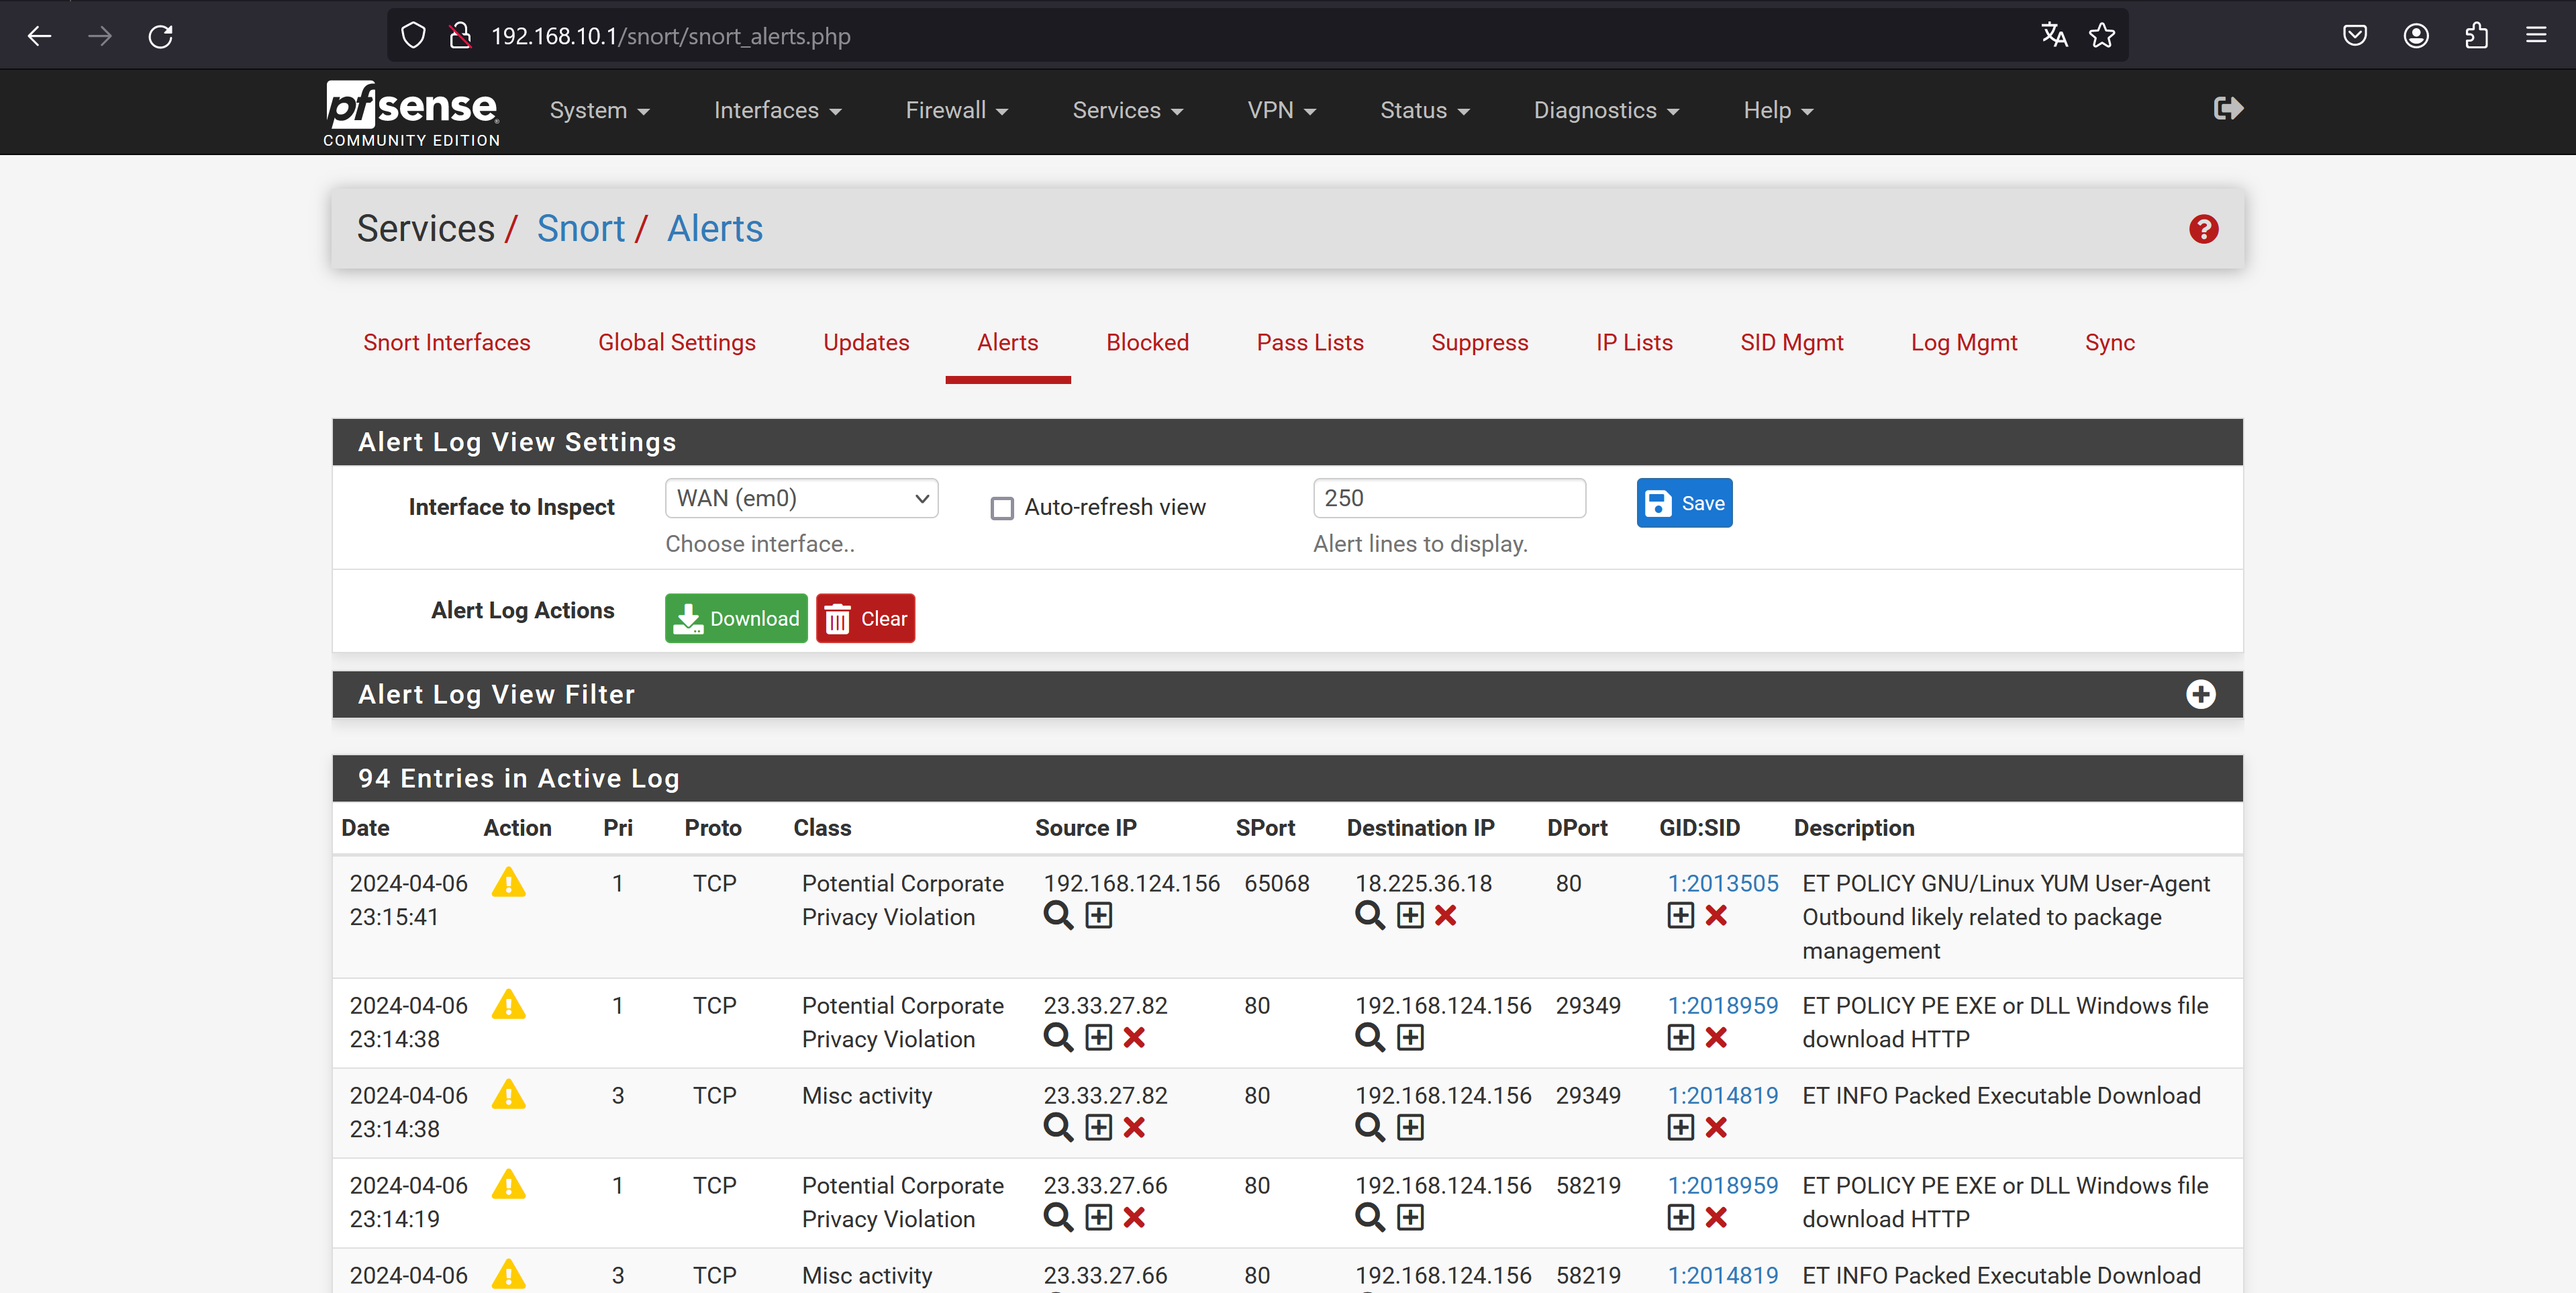 192.168.10.1/snort/snort_alerts.php
pfsense
COMMUNITY EDITION
System Interfaces Firewall Services VPN Status Diagnostics Help
Services / Snort / Alerts
Snort Interfaces Global Settings Updates Alerts Blocked Pass Lists Suppress IP Lists SID Mgmt Log Mgmt Sync
Alert Log View Settings
Interface to Inspect WAN (em0) Auto-refresh view 250 Save
Choose interface.. Alert lines to display.
Alert Log Actions Download Clear
Alert Log View Filter
94 Entries in Active Log
Date Action Pri Proto Class Source IP SPort Destination IP DPort GID:SID Description
2024-04-06 1 TCP Potential Corporate 192.168.124.156 65068 18.225.36.18 80 1:2013505 ET POLICY GNU/Linux YUM User-Agent
23:15:41 Privacy Violation Outbound likely related to package
management
2024-04-06 1 TCP Potential Corporate 23.33.27.82 80 192.168.124.156 29349 1:2018959 ET POLICY PE EXE or DLL Windows file
23:14:38 Privacy Violation download HTTP
2024-04-06 3 TCP Misc activity 23.33.27.82 80 192.168.124.156 29349 1:2014819 ET INFO Packed Executable Download
23:14:38
2024-04-06 1 TCP Potential Corporate 23.33.27.66 80 192.168.124.156 58219 1:2018959 ET POLICY PE EXE or DLL Windows file
23:14:19 Privacy Violation download HTTP
2024-04-06 3 TCP Misc activity 23.33.27.66 80 192.168.124.156 58219 1:2014819 ET INFO Packed Executable Download